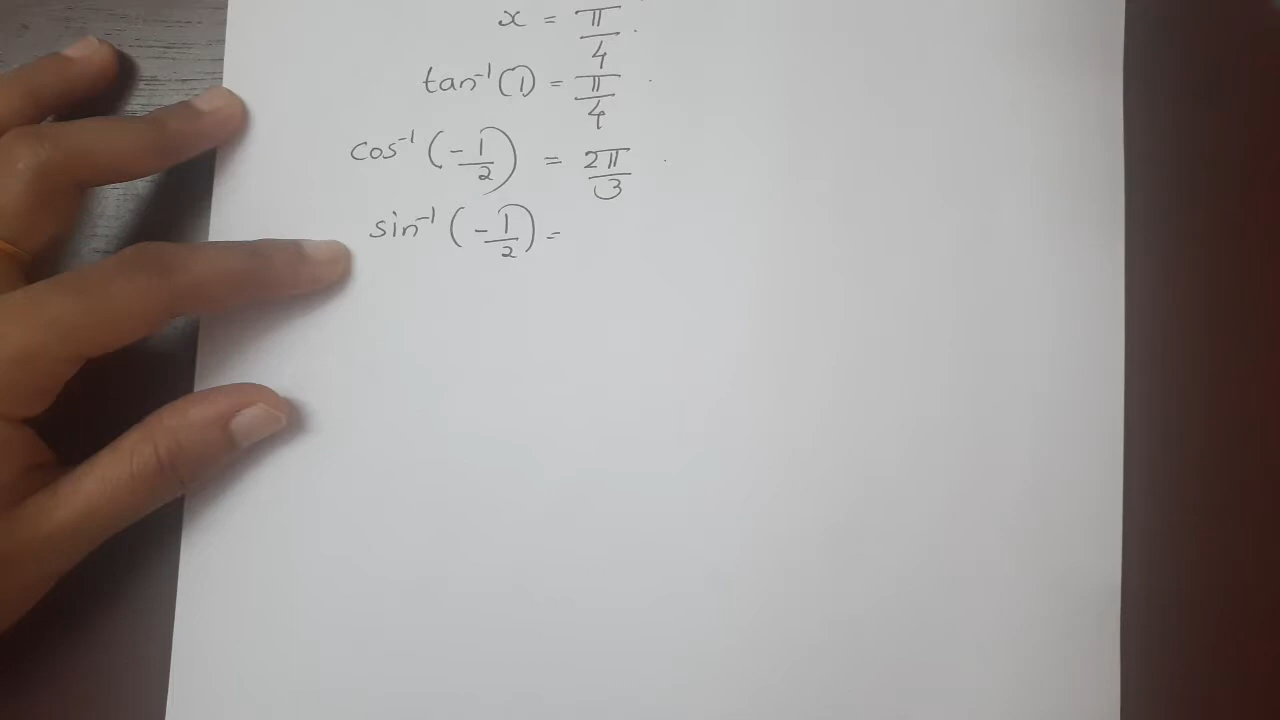 x = π/4.
tan⁻¹(1) = π/4.
cos⁻¹(-1/2) = 2π/3.
sin⁻¹(-1/2) =